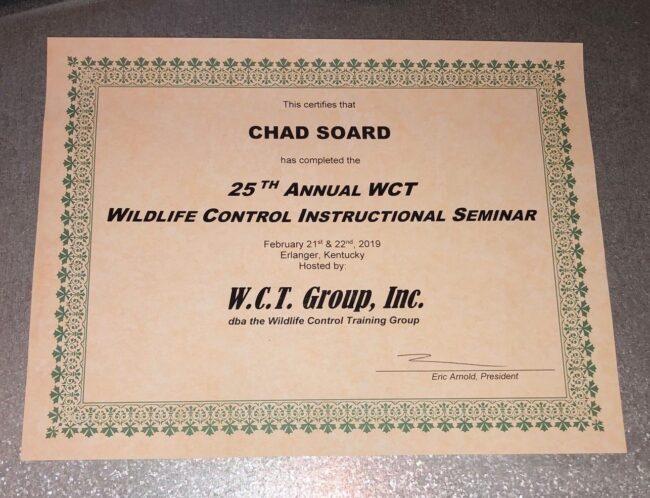 This certifies that
CHAD SOARD
has completed the
25TH ANNUAL WCT
WILDLIFE CONTROL INSTRUCTIONAL SEMINAR
February 21st & 22nd, 2019
Erlanger, Kentucky
Hosted by:
W.C.T. Group, Inc.
dba the Wildlife Control Training Group
Eric Arnold, President